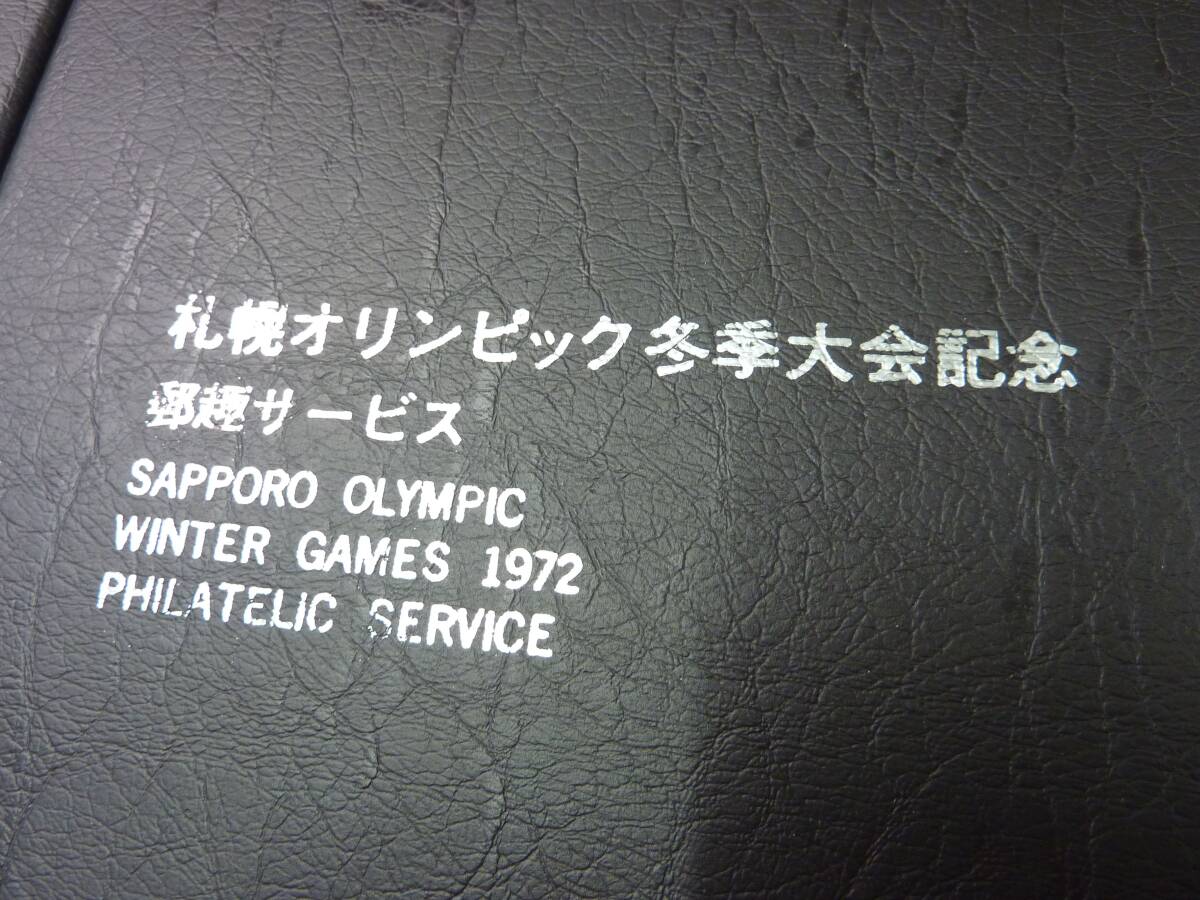 札幌オリンピック冬季大会記念
郵趣サービス
SAPPORO OLYMPIC
WINTER GAMES 1972
PHILATELIC SERVICE